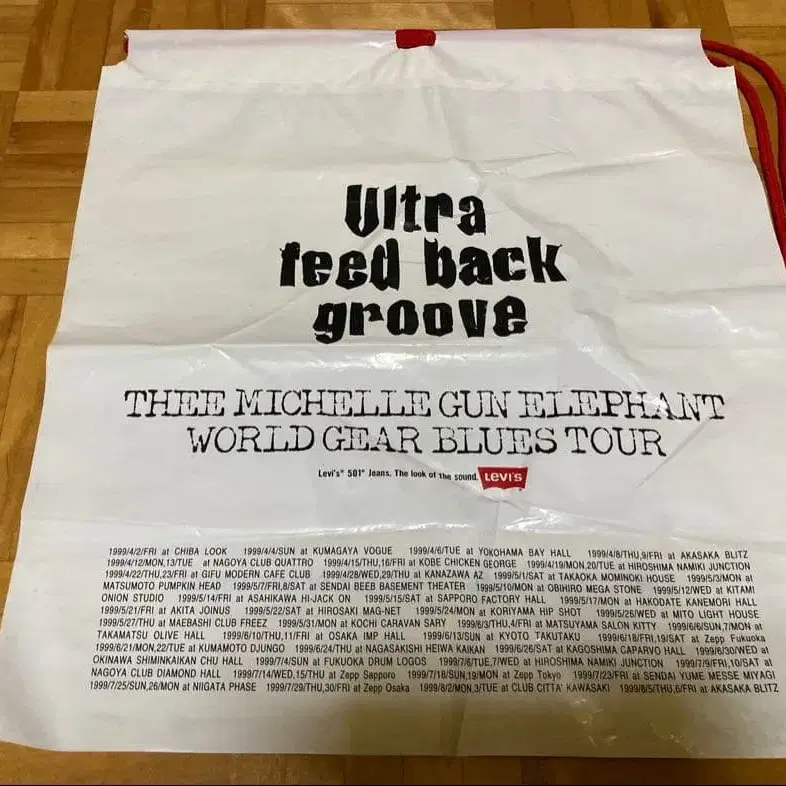 Ultra
feed back
groove
THEE MICHELLE GUN ELEPHANT
WORLD GEAR BLUES TOUR
Levi's® 501® Jeans. The look of the sound. Levi's
1999/4/2/FRI at CHIBA LOOK 1999/4/4/SUN at KUMAGAYA VOGUE 1999/4/6/TUE at YOKOHAMA BAY HALL 1999/4/8/THU,9/FRI at AKASAKA BLITZ
1999/4/12/MON,13/TUE at NAGOYA CLUB QUATTRO 1999/4/15/THU,16/FRI at KOBE CHICKEN GEORGE 1999/4/19/MON,20/TUE at HIROSHIMA NAMIKI JUNCTION
1999/4/22/THU,23/FRI at GIFU MODERN CAFE CLUB 1999/4/28/WED,29/THU at KANAZAWA AZ 1999/5/1/SAT at TAKAOKA MOMINOKI HOUSE 1999/5/3/MON at
MATSUMOTO PUMPKIN HEAD 1999/5/7/FRI,8/SAT at SENDAI BEEB BASEMENT THEATER 1999/5/10/MON at OBIHIRO MEGA STONE 1999/5/12/WED at KITAMI
ONION STUDIO 1999/5/14/FRI at ASAHIKAWA HI-JACK ON 1999/5/15/SAT at SAPPORO FACTORY HALL 1999/5/17/MON at HAKODATE KANEMORI HALL
1999/5/21/FRI at AKITA JOINUS 1999/5/22/SAT at HIROSAKI MAG-NET 1999/5/24/MON at KORIYAMA HIP SHOT 1999/5/26/WED at MITO LIGHT HOUSE
1999/5/27/THU at MAEBASHI CLUB FREEZ 1999/5/31/MON at KOCHI CARAVAN SARY 1999/6/3/THU,4/FRI at MATSUYAMA SALON KITTY 1999/6/6/SUN,7/MON at
TAKAMATSU OLIVE HALL 1999/6/10/THU,11/FRI at OSAKA IMP HALL 1999/6/13/SUN at KYOTO TAKUTAKU 1999/6/18/FRI,19/SAT at Zepp Fukuoka
1999/6/21/MON,22/TUE at KUMAMOTO DJUNGO 1999/6/24/THU at NAGASAKISHI HEIWA KAIKAN 1999/6/26/SAT at KAGOSHIMA CAPARVO HALL 1999/6/30/WED at
OKINAWA SHIMINKAIKAN CHU HALL 1999/7/4/SUN at FUKUOKA DRUM LOGOS 1999/7/6/TUE,7/WED at HIROSHIMA NAMIKI JUNCTION 1999/7/9/FRI,10/SAT at
NAGOYA CLUB DIAMOND HALL 1999/7/14/WED,15/THU at Zepp Sapporo 1999/7/18/SUN,19/MON at Zepp Tokyo 1999/7/23/FRI at SENDAI YUME MESSE MIYAGI
1999/7/25/SUN,26/MON at NIIGATA PHASE 1999/7/29/THU,30/FRI at Zepp Osaka 1999/8/2/MON,3/TUE at CLUB CITTA' KAWASAKI 1999/8/5/THU,6/FRI at AKASAKA BLITZ